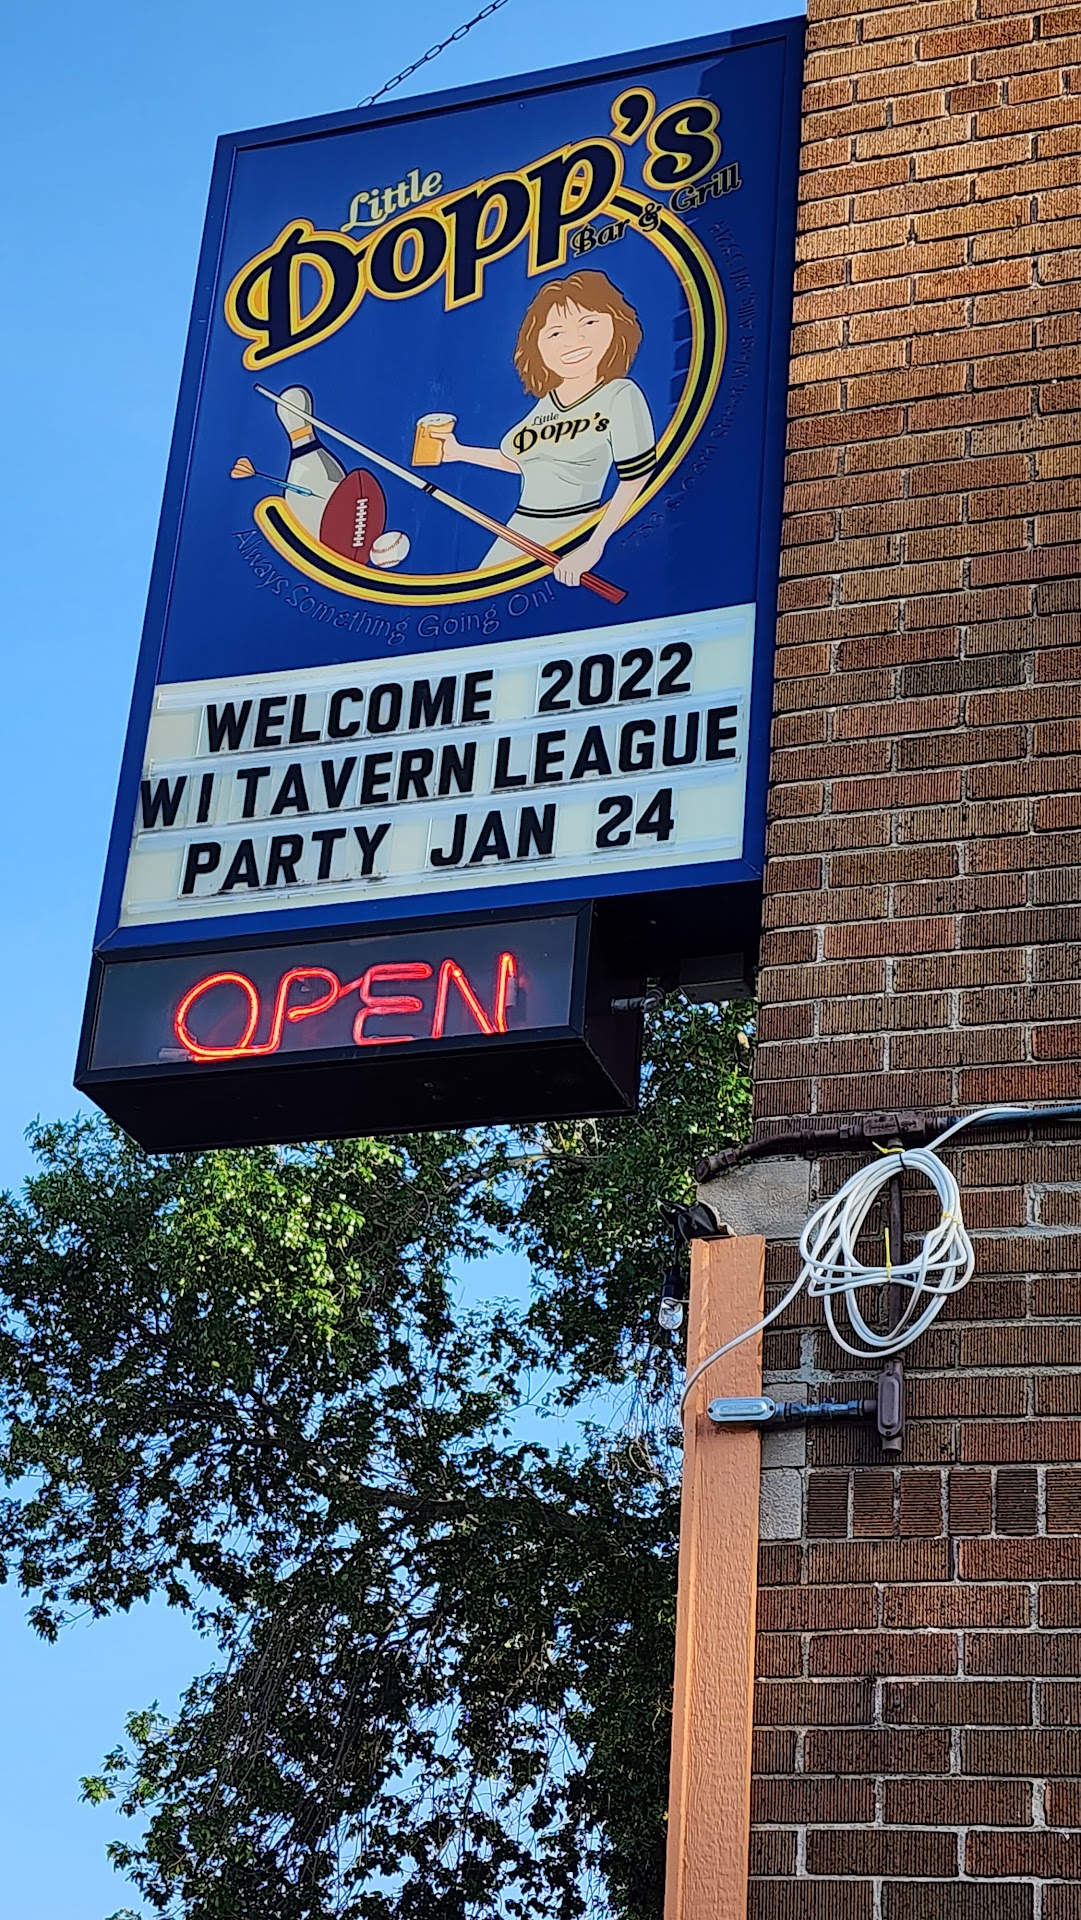 Little
Dopp's
Bar & Grill
Little
Dopp's
Always Something Going On!
WELCOME 2022
WI TAVERN LEAGUE
PARTY JAN 24
OPEN